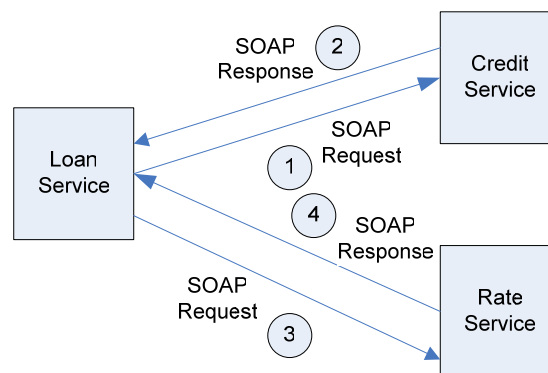 SOAP
Response
2
Credit
Service
Loan
Service
SOAP
Request
1
4
SOAP
Response
SOAP
Request
3
Rate
Service